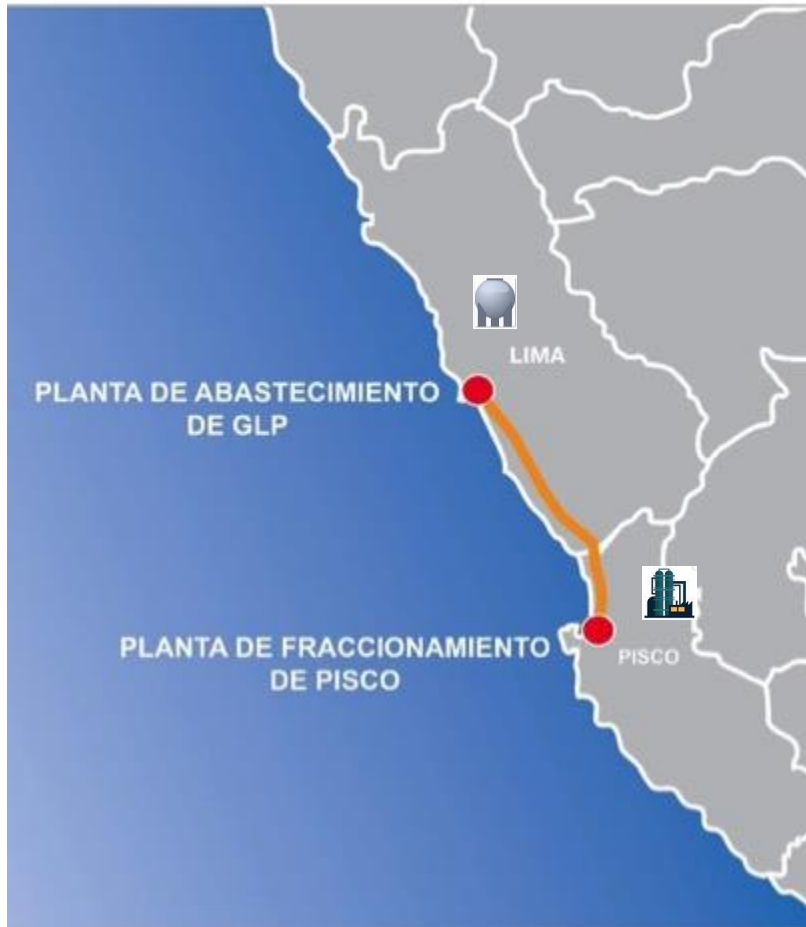 LIMA
PLANTA DE ABASTECIMIENTO
DE GLP
PLANTA DE FRACCIONAMIENTO
DE PISCO
PISCO